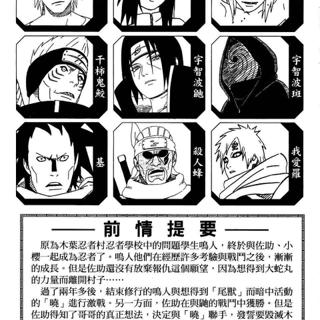 干柿鬼鮫
宇智波鼬
宇智波斑
基
殺人蜂
我愛羅
前情提要
原為木葉忍者村忍者學校中的問題學生鳴人，終於與佐助、小
櫻一起成為忍者了。鳴人他們在經歷許多考驗與戰鬥之後，漸漸
的成長。但是佐助還沒有放棄報仇這個願望，因為想得到大蛇丸
的力量而離開村子……
過了兩年多後，結束修行的鳴人與想得到「尾獸」而暗中活動
的「曉」進行激戰。另一方面，佐助在與鼬的戰鬥中獲勝。但是
佐助得知了哥哥的真正想法，決定與「曉」聯手，發誓要毀滅木